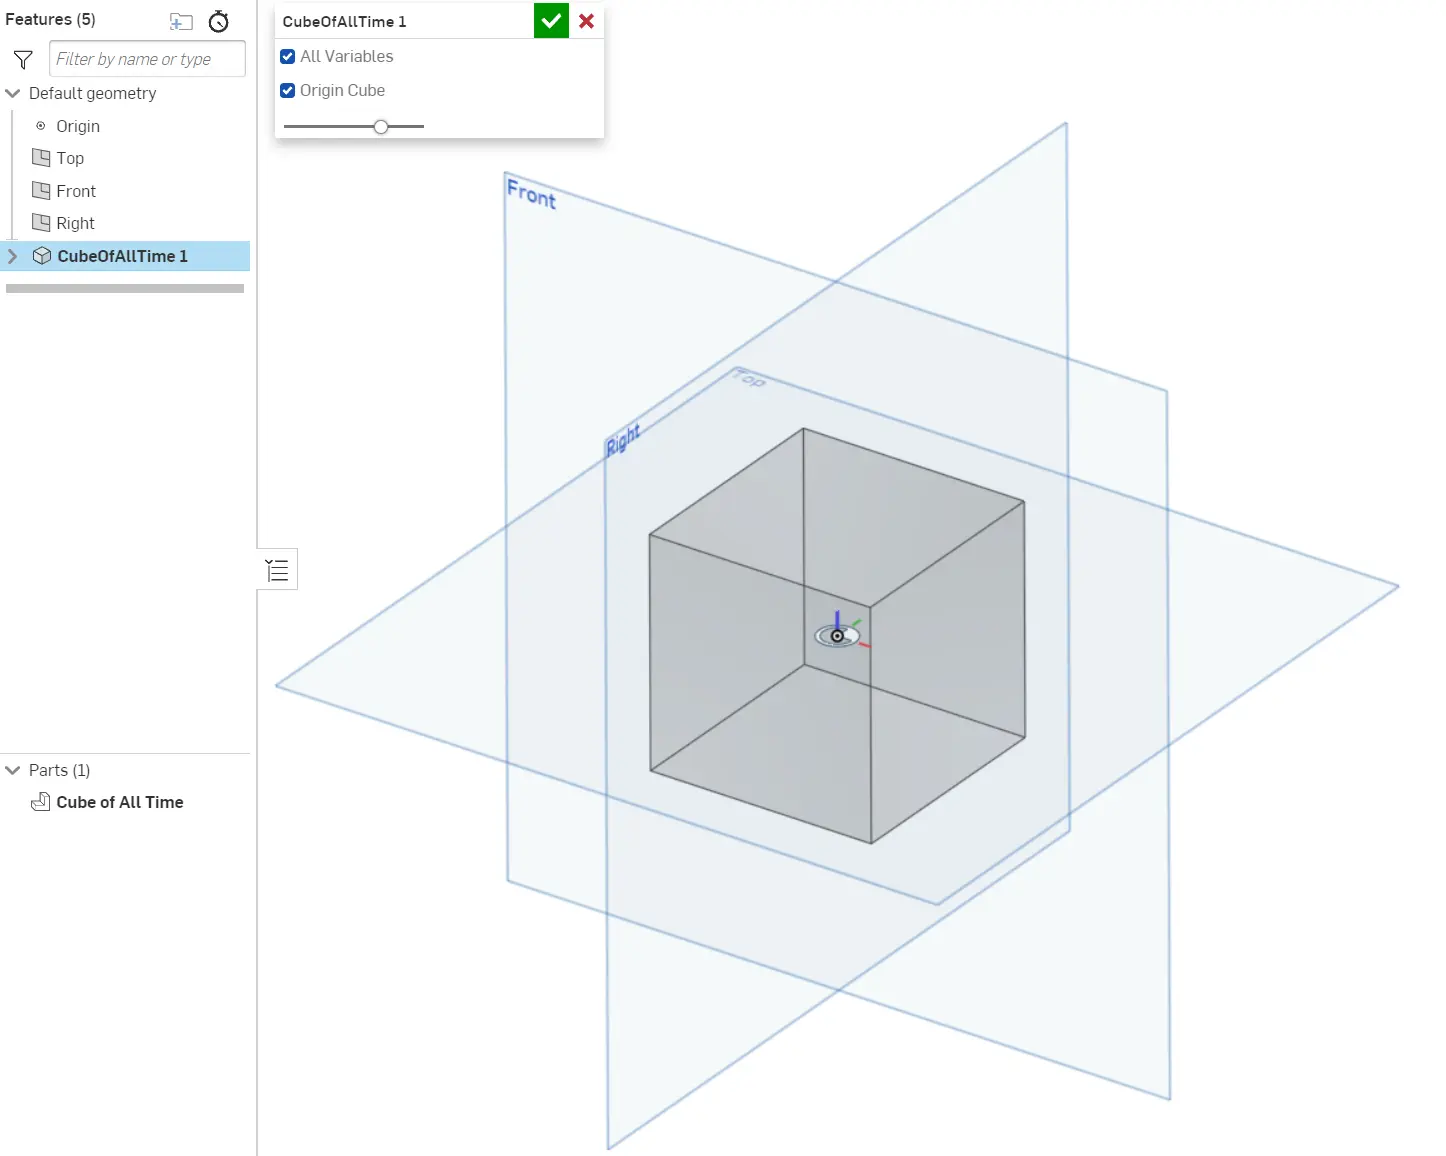 Features (5)
Filter by name or type
Default geometry
Origin
Top
Front
Right
CubeOfAllTime 1
Parts (1)
Cube of All Time
CubeOfAllTime 1
All Variables
Origin Cube
Front
Top
Right